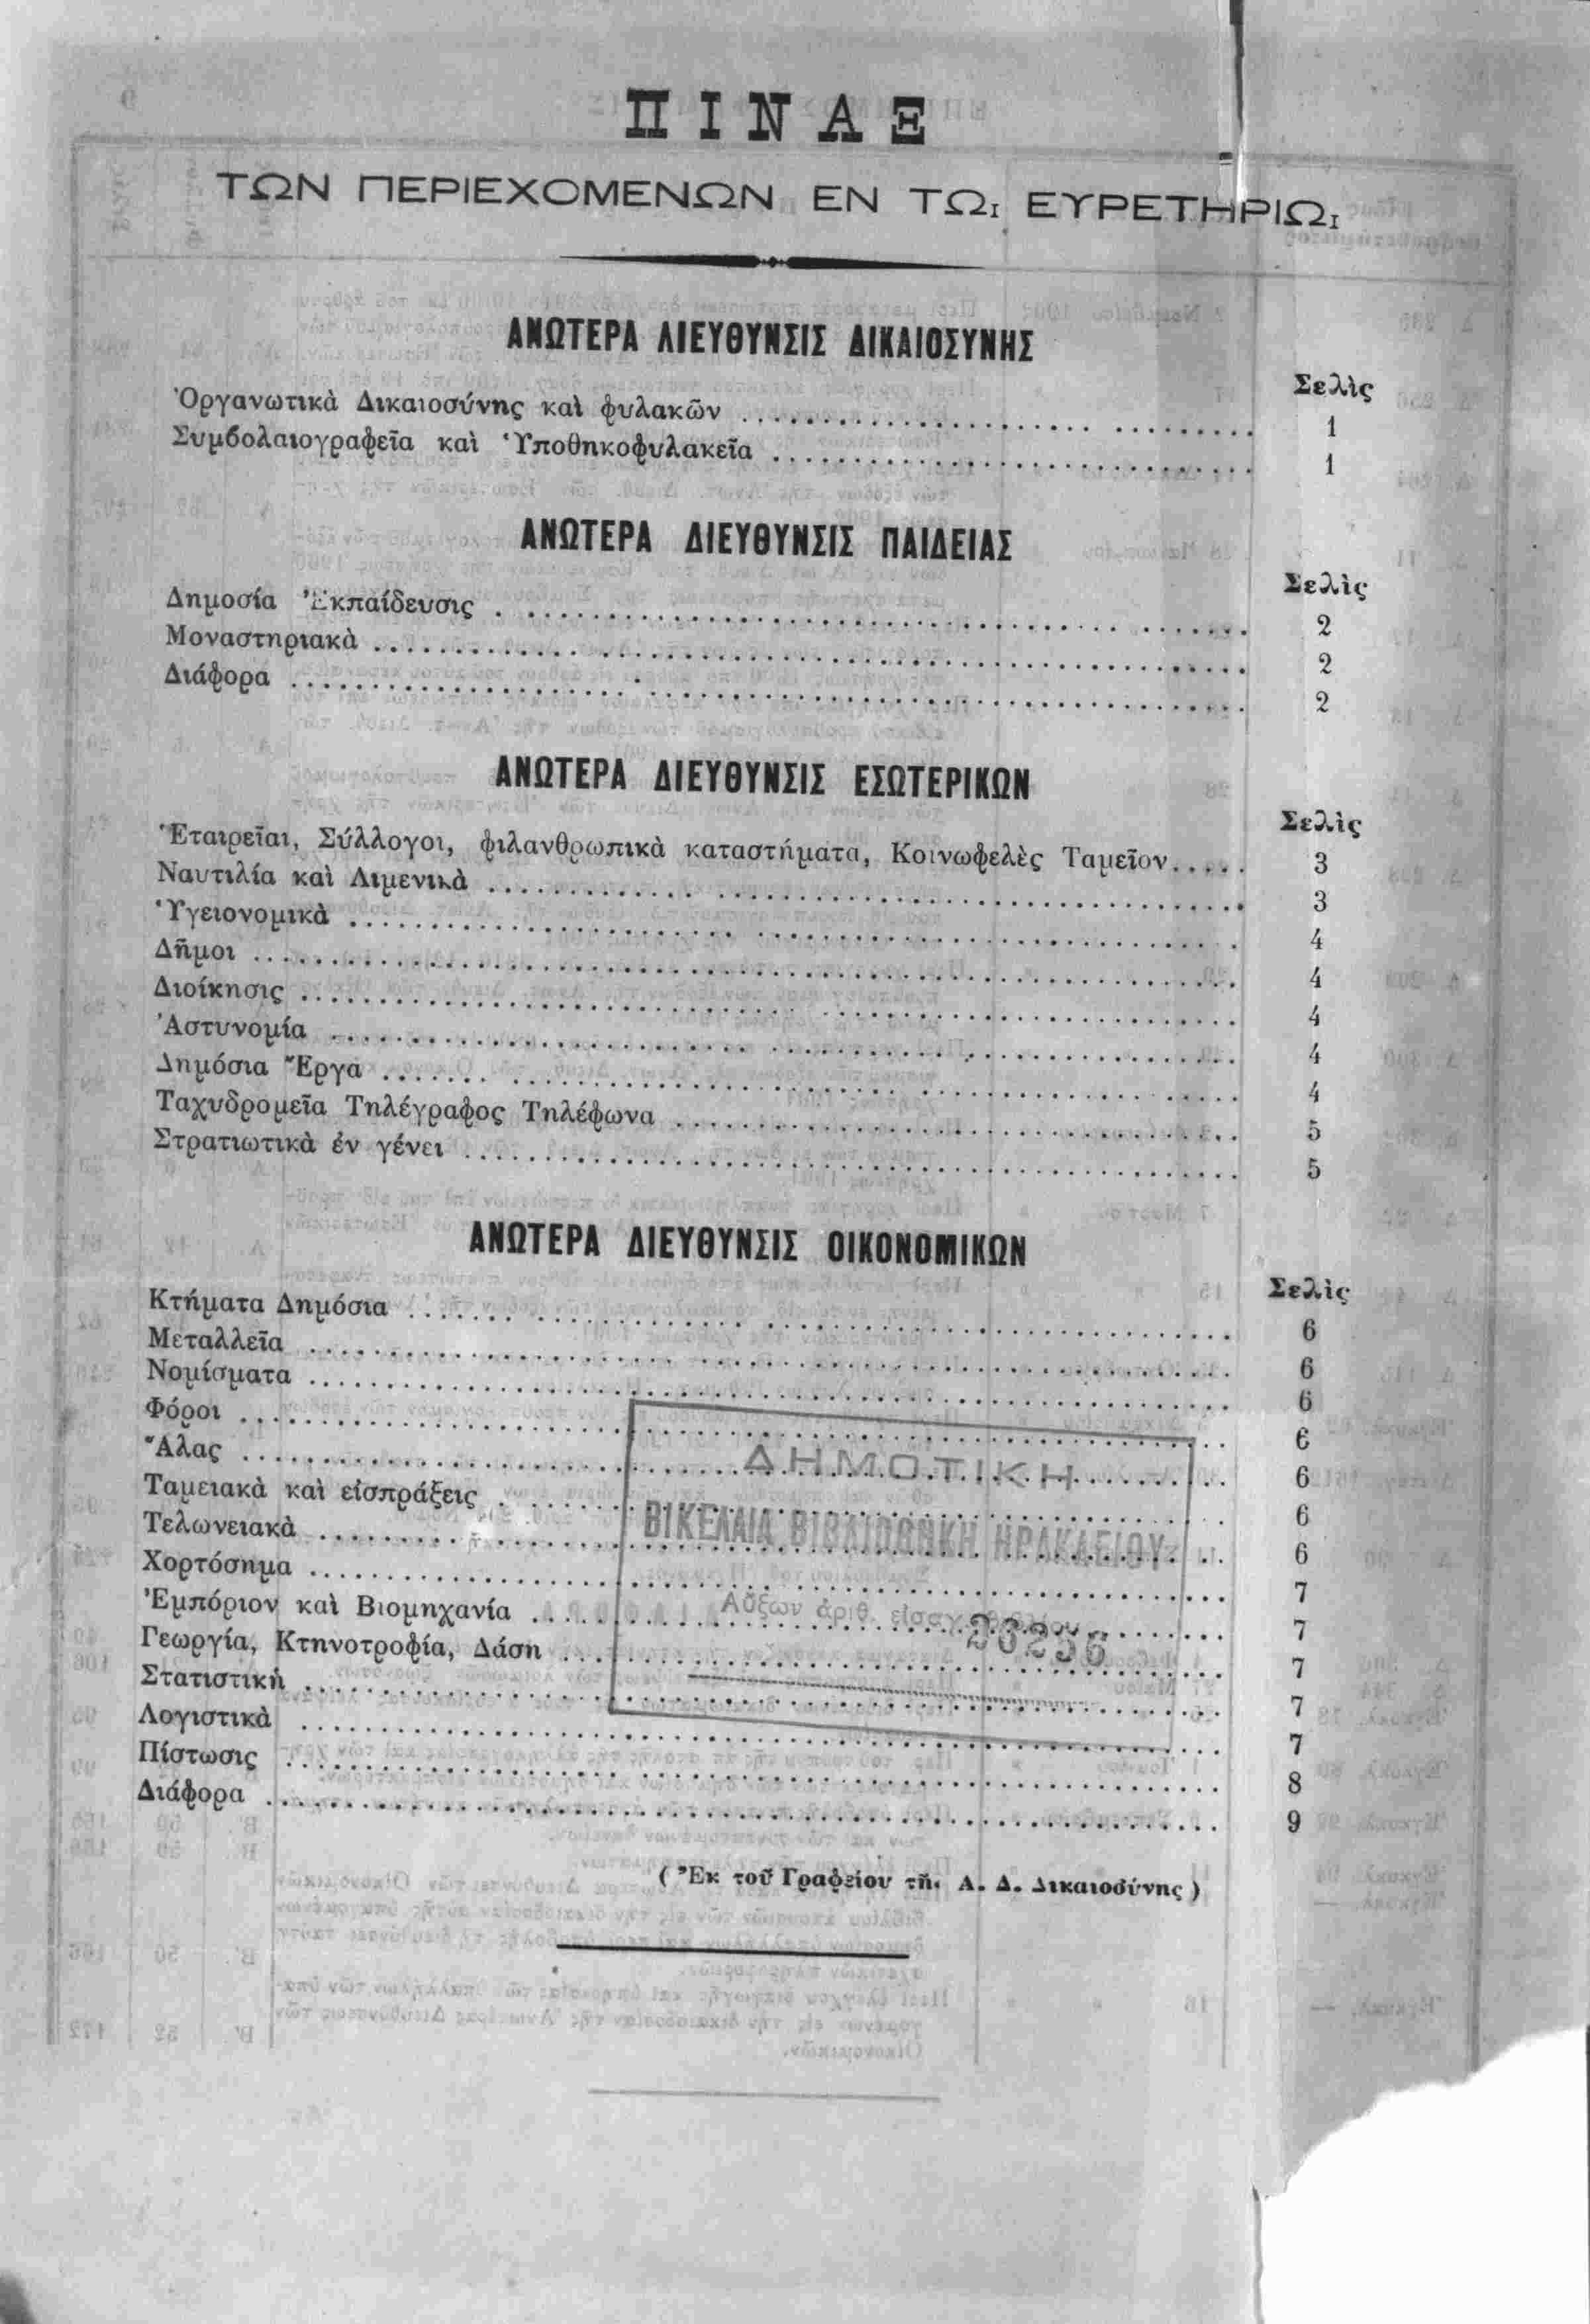 ΠΙΝΑΞ
ΤΩΝ ΠΕΡΙΕΧΟΜΕΝΩΝ ΕΝ ΤΩι ΕΥΡΕΤΗΡΙΩι
ΑΝΩΤΕΡΑ ΔΙΕΥΘΥΝΣΙΣ ΔΙΚΑΙΟΣΥΝΗΣ
Σελὶς
Ὀργανωτικὰ Δικαιοσύνης καὶ φυλακῶν 1
Συμβολαιογραφεῖα καὶ Ὑποθηκοφυλακεῖα 1
ΑΝΩΤΕΡΑ ΔΙΕΥΘΥΝΣΙΣ ΠΑΙΔΕΙΑΣ
Σελὶς
Δημοσία Ἐκπαίδευσις 2
Μοναστηριακὰ 2
Διάφορα 2
ΑΝΩΤΕΡΑ ΔΙΕΥΘΥΝΣΙΣ ΕΣΩΤΕΡΙΚΩΝ
Σελὶς
Ἑταιρεῖαι, Σύλλογοι, φιλανθρωπικὰ καταστήματα, Κοινωφελὲς Ταμεῖον 3
Ναυτιλία καὶ Λιμενικὰ 3
Ὑγειονομικὰ 4
Δῆμοι 4
Διοίκησις 4
Ἀστυνομία 4
Δημόσια Ἔργα 4
Ταχυδρομεῖα Τηλέγραφος Τηλέφωνα 5
Στρατιωτικὰ ἐν γένει 5
ΑΝΩΤΕΡΑ ΔΙΕΥΘΥΝΣΙΣ ΟΙΚΟΝΟΜΙΚΩΝ
Σελὶς
Κτήματα Δημόσια 6
Μεταλλεῖα 6
Νομίσματα 6
Φόροι 6
Ἅλας 6
Ταμειακὰ καὶ εἰσπράξεις 6
Τελωνειακὰ 6
Χορτόσημα 7
Ἐμπόριον καὶ Βιομηχανία 7
Γεωργία, Κτηνοτροφία, Δάση 7
Στατιστικὴ 7
Λογιστικὰ 7
Πίστωσις 8
Διάφορα 9
ΔΗΜΟΤΙΚΗ
ΒΙΚΕΛΑΙΑ ΒΙΒΛΙΟΘΗΚΗ ΗΡΑΚΛΕΙΟΥ
Αὔξων ἀριθ. εἰσαγ. βιβλίου
26256
(Ἐκ τοῦ Γραφείου τῆς Α. Δ. Δικαιοσύνης)